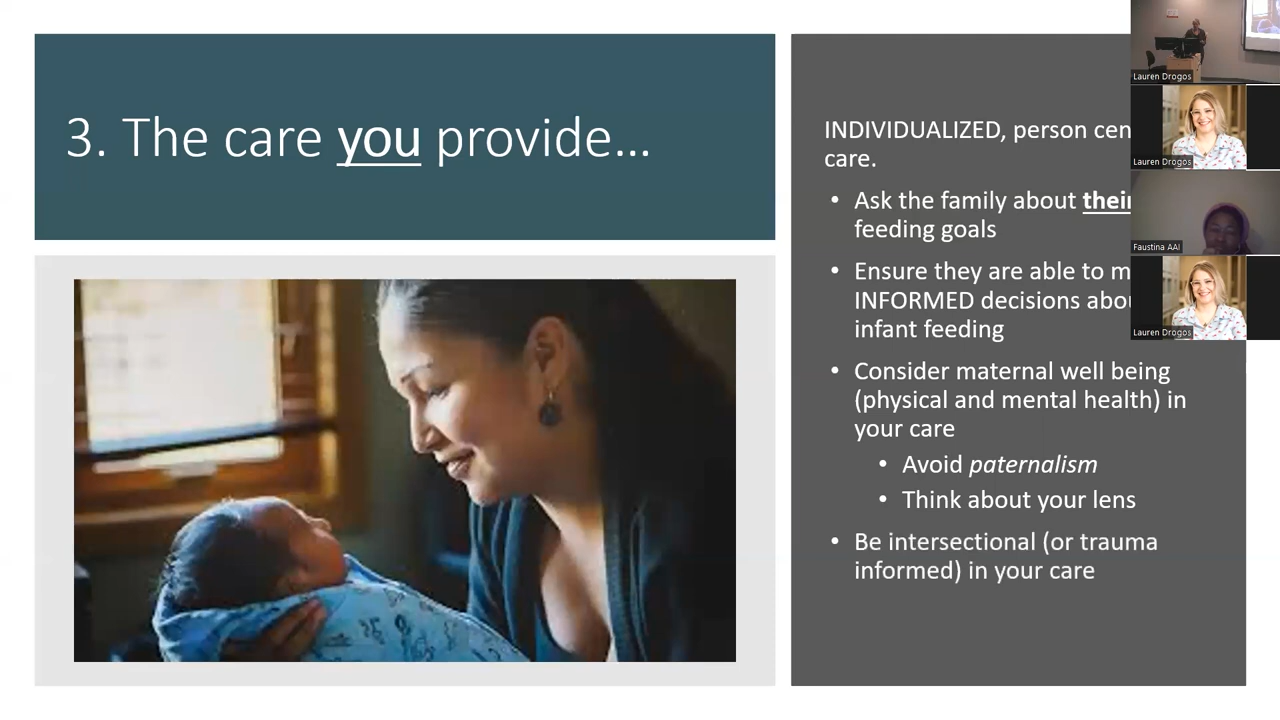 3. The care you provide...
INDIVIDUALIZED, person cen
care.
• Ask the family about their
feeding goals
• Ensure they are able to m
INFORMED decisions abou
infant feeding
• Consider maternal well being
(physical and mental health) in
your care
• Avoid paternalism
• Think about your lens
• Be intersectional (or trauma
informed) in your care
Lauren Drogos
Lauren Drogos
Faustina AAI
Lauren Drogos